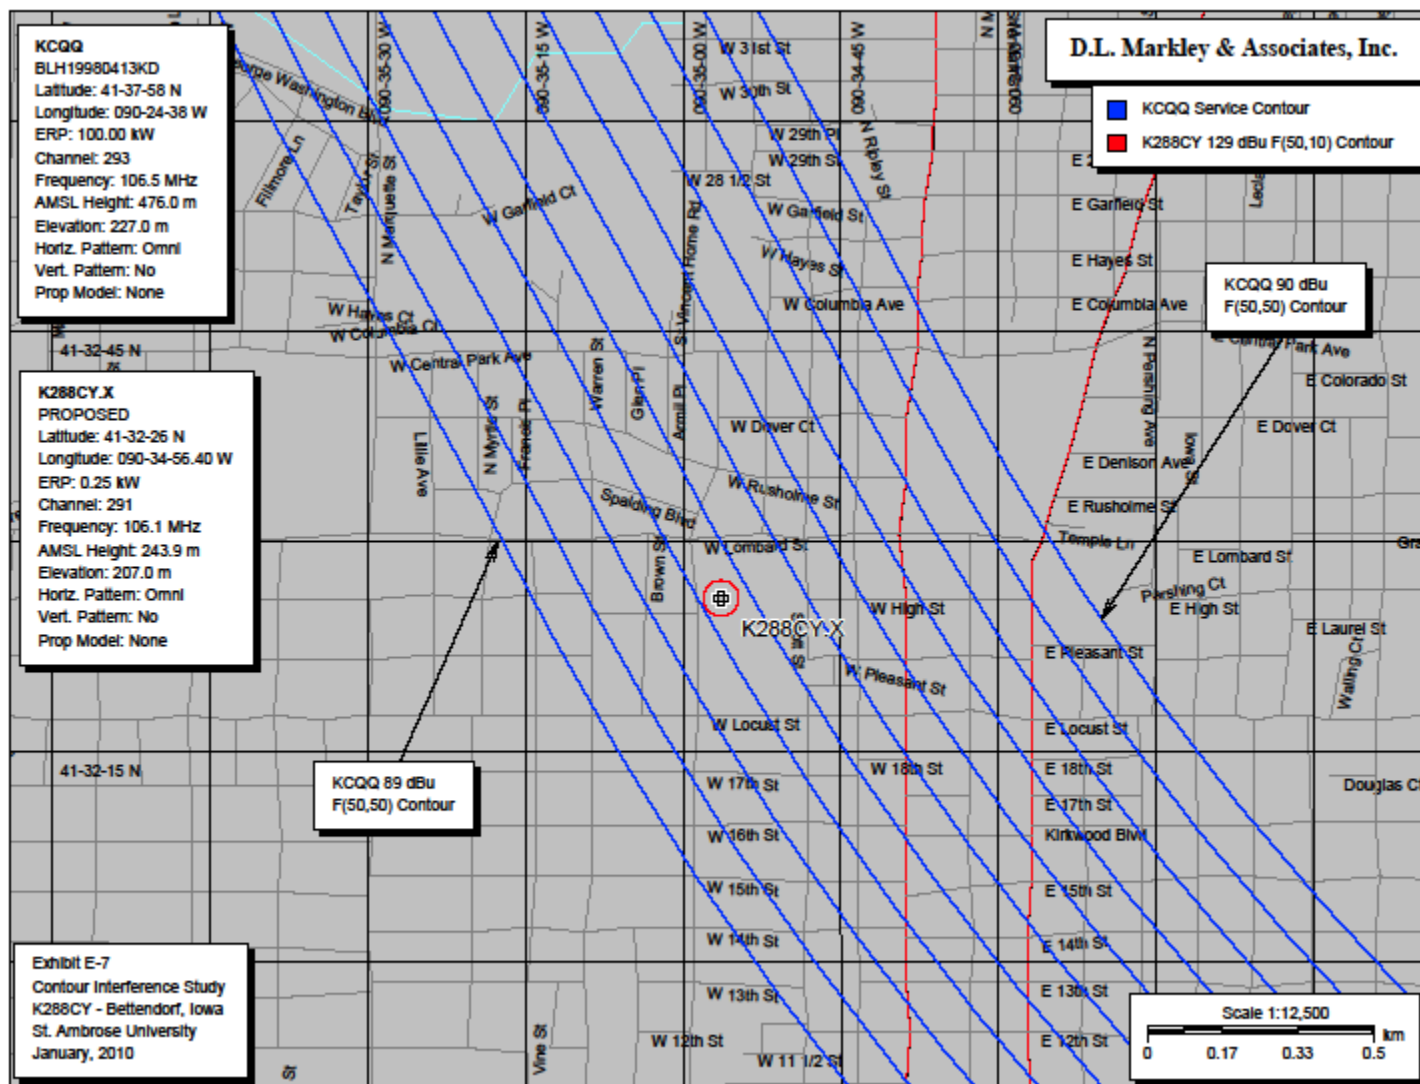 KCQQ
BLH19980413KD
Latitude: 41-37-58 N
Longitude: 090-24-38 W
ERP: 100.00 kW
Channel: 293
Frequency: 106.5 MHz
AMSL Height: 476.0 m
Elevation: 227.0 m
Horiz. Pattern: Omni
Vert. Pattern: No
Prop Model: None
D.L. Markley & Associates, Inc.
KCQQ Service Contour
K288CY 129 dBu F(50,10) Contour
090-35-30 W
090-35-15 W
090-35-00 W
090-34-45 W
W 31st St
W 30th St
W 29th Pl
W 29th St
W 28 1/2 St
N Ripley St
Fillmore Ln
Taylor St
N Marquette St
W Garfield Ct
W Garfield St
E Garfield St
W Hayes St
E Hayes St
St Vincent Home Rd
W Columbia Ave
E Columbia Ave
W Hayes Ct
W Columbia Ct
KCQQ 90 dBu
F(50,50) Contour
41-32-45 N
W Central Park Ave
E Central Park Ave
E Colorado St
N Pershing Ave
Warren St
Glen Pl
Lillie Ave
N Myrtle St
Francis Pl
W Dover Ct
E Dover Ct
E Denison Ave
Iowa St
W Rusholme St
E Rusholme St
Spalding Blvd
Temple Ln
W Lombard St
E Lombard St
Brown St
Pershing Ct
W High St
E High St
K288CY.X
E Laurel St
Walling Ct
E Pleasant St
W Pleasant St
K288CY.X
PROPOSED
Latitude: 41-32-26 N
Longitude: 090-34-56.40 W
ERP: 0.25 kW
Channel: 291
Frequency: 106.1 MHz
AMSL Height: 243.9 m
Elevation: 207.0 m
Horiz. Pattern: Omni
Vert. Pattern: No
Prop Model: None
W Locust St
E Locust St
41-32-15 N
KCQQ 89 dBu
F(50,50) Contour
W 18th St
E 18th St
W 17th St
E 17th St
Douglas Ct
W 16th St
Kirkwood Blvd
W 15th St
E 15th St
W 14th St
E 14th St
W 13th St
E 13th St
W 12th St
E 12th St
Vine St
W 11 1/2 St
St
Exhibit E-7
Contour Interference Study
K288CY - Bettendorf, Iowa
St. Ambrose University
January, 2010
Scale 1:12,500
km
0 0.17 0.33 0.5